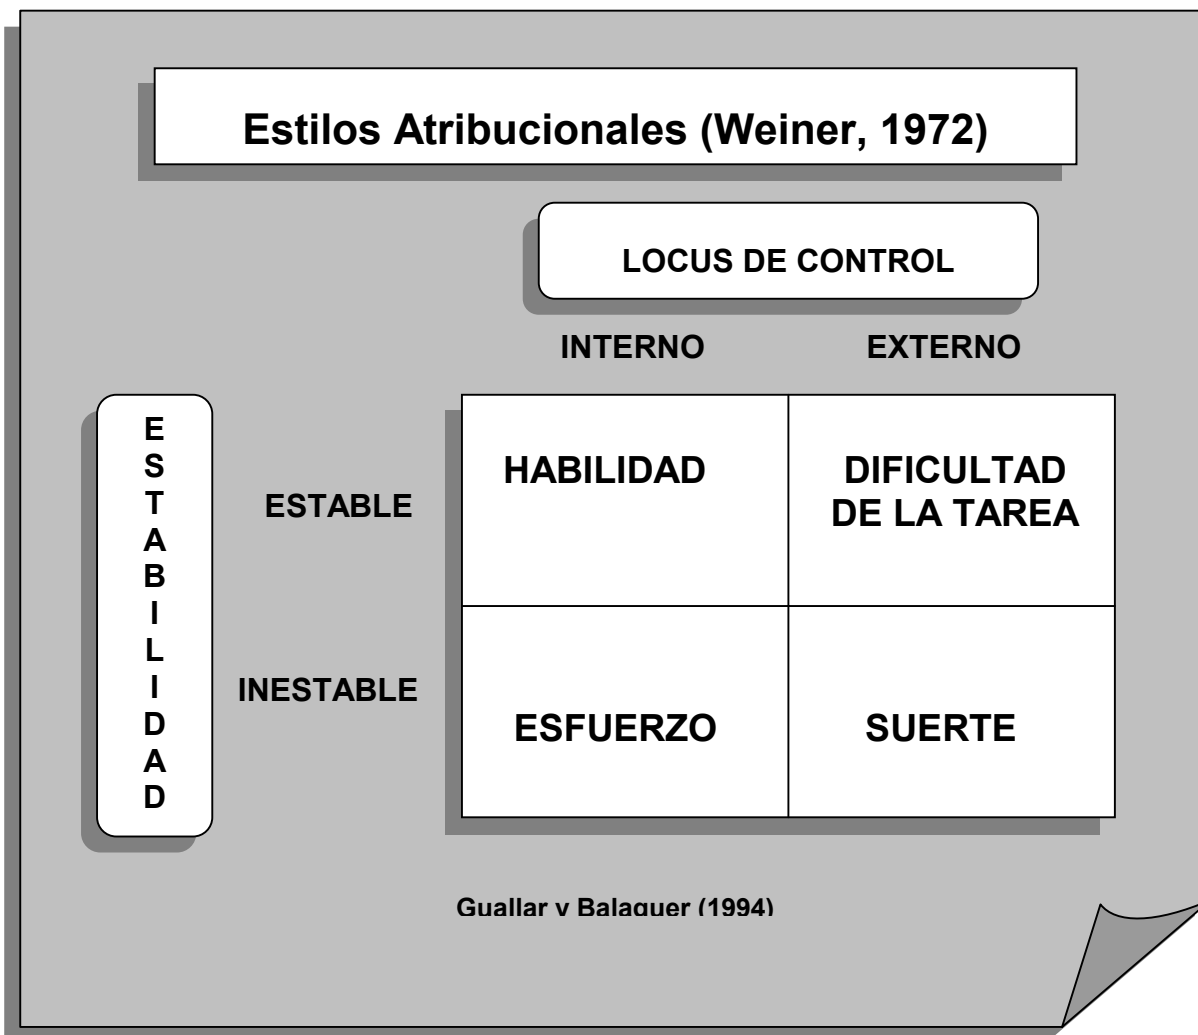 Estilos Atribucionales (Weiner, 1972)
LOCUS DE CONTROL
INTERNO EXTERNO
ESTABILIDAD
ESTABLE
HABILIDAD
DIFICULTAD
DE LA TAREA
INESTABLE
ESFUERZO
SUERTE
Guallar y Balaguer (1994)